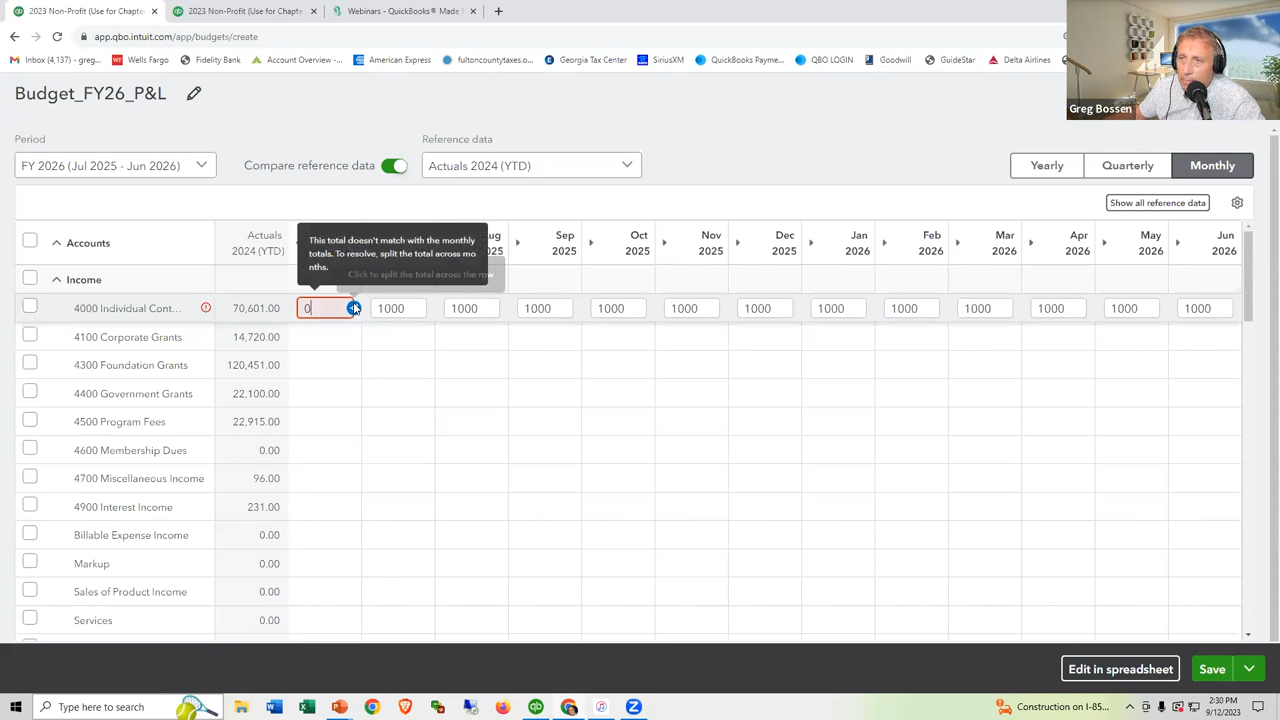 2023 Non-Profit (Use for Chapte
2023 Non-Profit (Use for Chapte
Webinars - QuickBooks® Made
app.qbo.intuit.com/app/budgets/create
Inbox (4,137) - greg...
Wells Fargo
Fidelity Bank
Account Overview -...
American Express
fultoncountytaxes.o...
Georgia Tax Center
SiriusXM
QuickBooks Payme...
QBO LOGIN
Goodwill
GuideStar
Delta Airlines
Greg Bossen
Budget_FY26_P&L
Period
Reference data
FY 2026 (Jul 2025 - Jun 2026)
Compare reference data
Actuals 2024 (YTD)
Yearly
Quarterly
Monthly
Show all reference data
Accounts
Actuals
2024 (YTD)
This total doesn't match with the monthly
totals. To resolve, split the total across mo
nths.
Click to split the total across the row
Aug
Sep
2025
Oct
2025
Nov
2025
Dec
2025
Jan
2026
Feb
2026
Mar
2026
Apr
2026
May
2026
Jun
2026
Income
4000 Individual Cont... 70,601.00 0 1000 1000 1000 1000 1000 1000 1000 1000 1000 1000 1000 1000
4100 Corporate Grants 14,720.00
4300 Foundation Grants 120,451.00
4400 Government Grants 22,100.00
4500 Program Fees 22,915.00
4600 Membership Dues 0.00
4700 Miscellaneous Income 96.00
4900 Interest Income 231.00
Billable Expense Income 0.00
Markup 0.00
Sales of Product Income 0.00
Services 0.00
Edit in spreadsheet
Save
Type here to search
Construction on I-85...
2:30 PM
9/12/2023